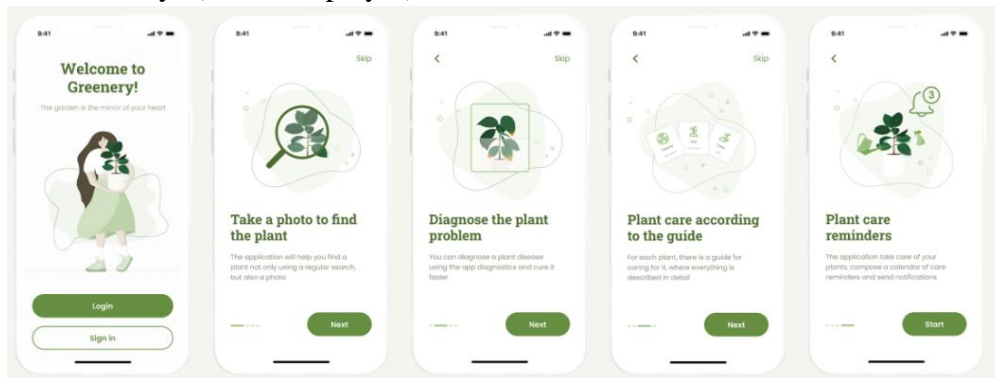 9:41
Welcome to
Greenery!
The garden is the mirror of your heart
Login
Sign in
9:41
Skip
Take a photo to find
the plant
The application will help you find a
plant not only using a regular search,
but also a photo
Next
9:41
Skip
Diagnose the plant
problem
You can diagnose a plant disease
using the app diagnostics and cure it
faster
Next
9:41
Skip
Plant care according
to the guide
For each plant, there is a guide for
caring for it, where everything is
described in detail
Next
9:41
3
Plant care
reminders
The application take care of your
plants, compose a calendar of care
reminders and send notifications
Start